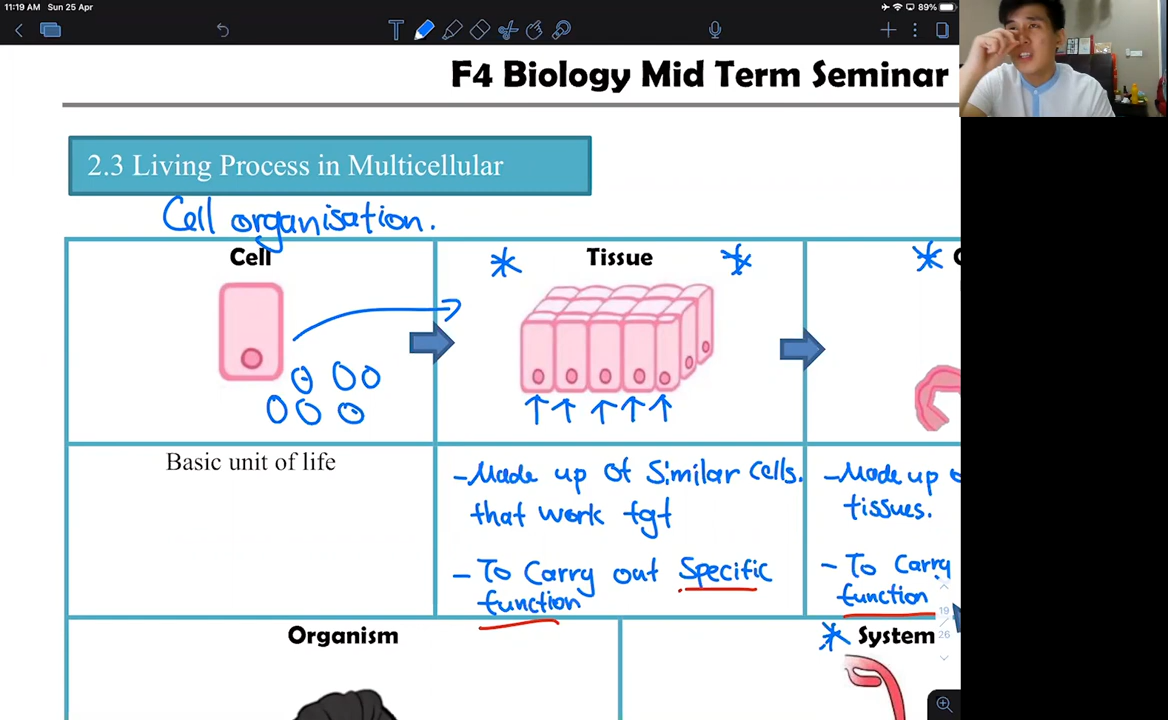 11:19 AM Sun 25 Apr
89%
T
F4 Biology Mid Term Seminar
2.3 Living Process in Multicellular
Cell organisation.
Cell
* Tissue *
*
Basic unit of life
- Made up of similar cells.
that work tgt
- To carry out specific
function
- Made up
tissues.
- To carry
function
19
26
Organism
* System